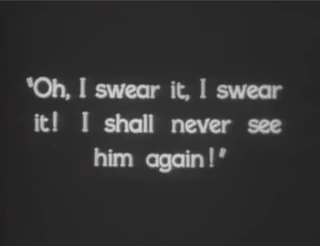 "Oh, I swear it, I swear
it! I shall never see
him again!"